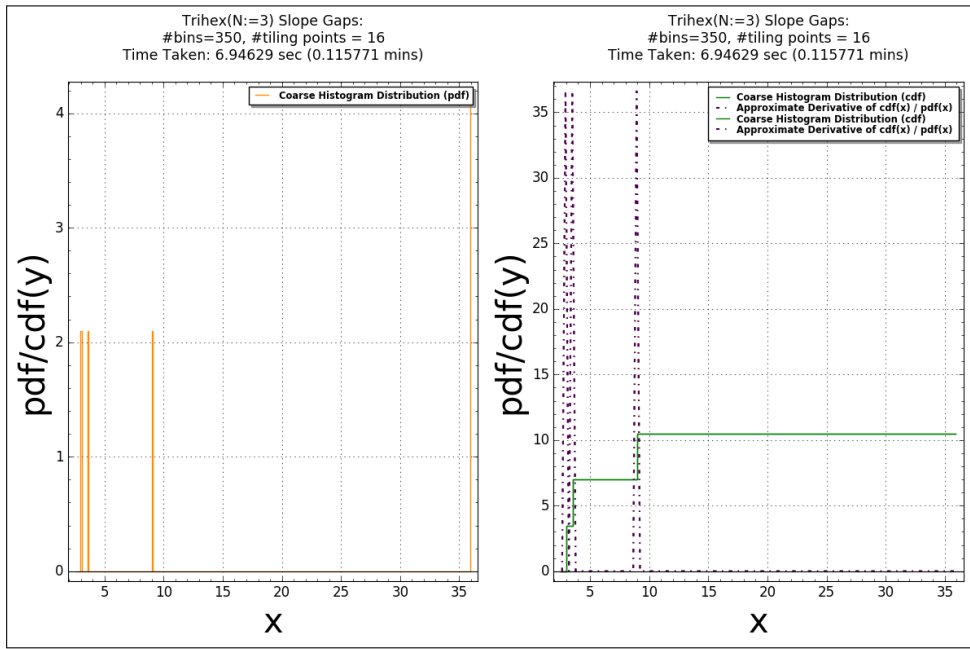 Trihex(N:=3) Slope Gaps:
#bins=350, #tiling points = 16
Time Taken: 6.94629 sec (0.115771 mins)
Coarse Histogram Distribution (pdf)
4
3
2
1
0
pdf/cdf(y)
5 10 15 20 25 30 35
x
Trihex(N:=3) Slope Gaps:
#bins=350, #tiling points = 16
Time Taken: 6.94629 sec (0.115771 mins)
Coarse Histogram Distribution (cdf)
Approximate Derivative of cdf(x) / pdf(x)
Coarse Histogram Distribution (cdf)
Approximate Derivative of cdf(x) / pdf(x)
35
30
25
20
15
10
5
0
pdf/cdf(y)
5 10 15 20 25 30 35
x